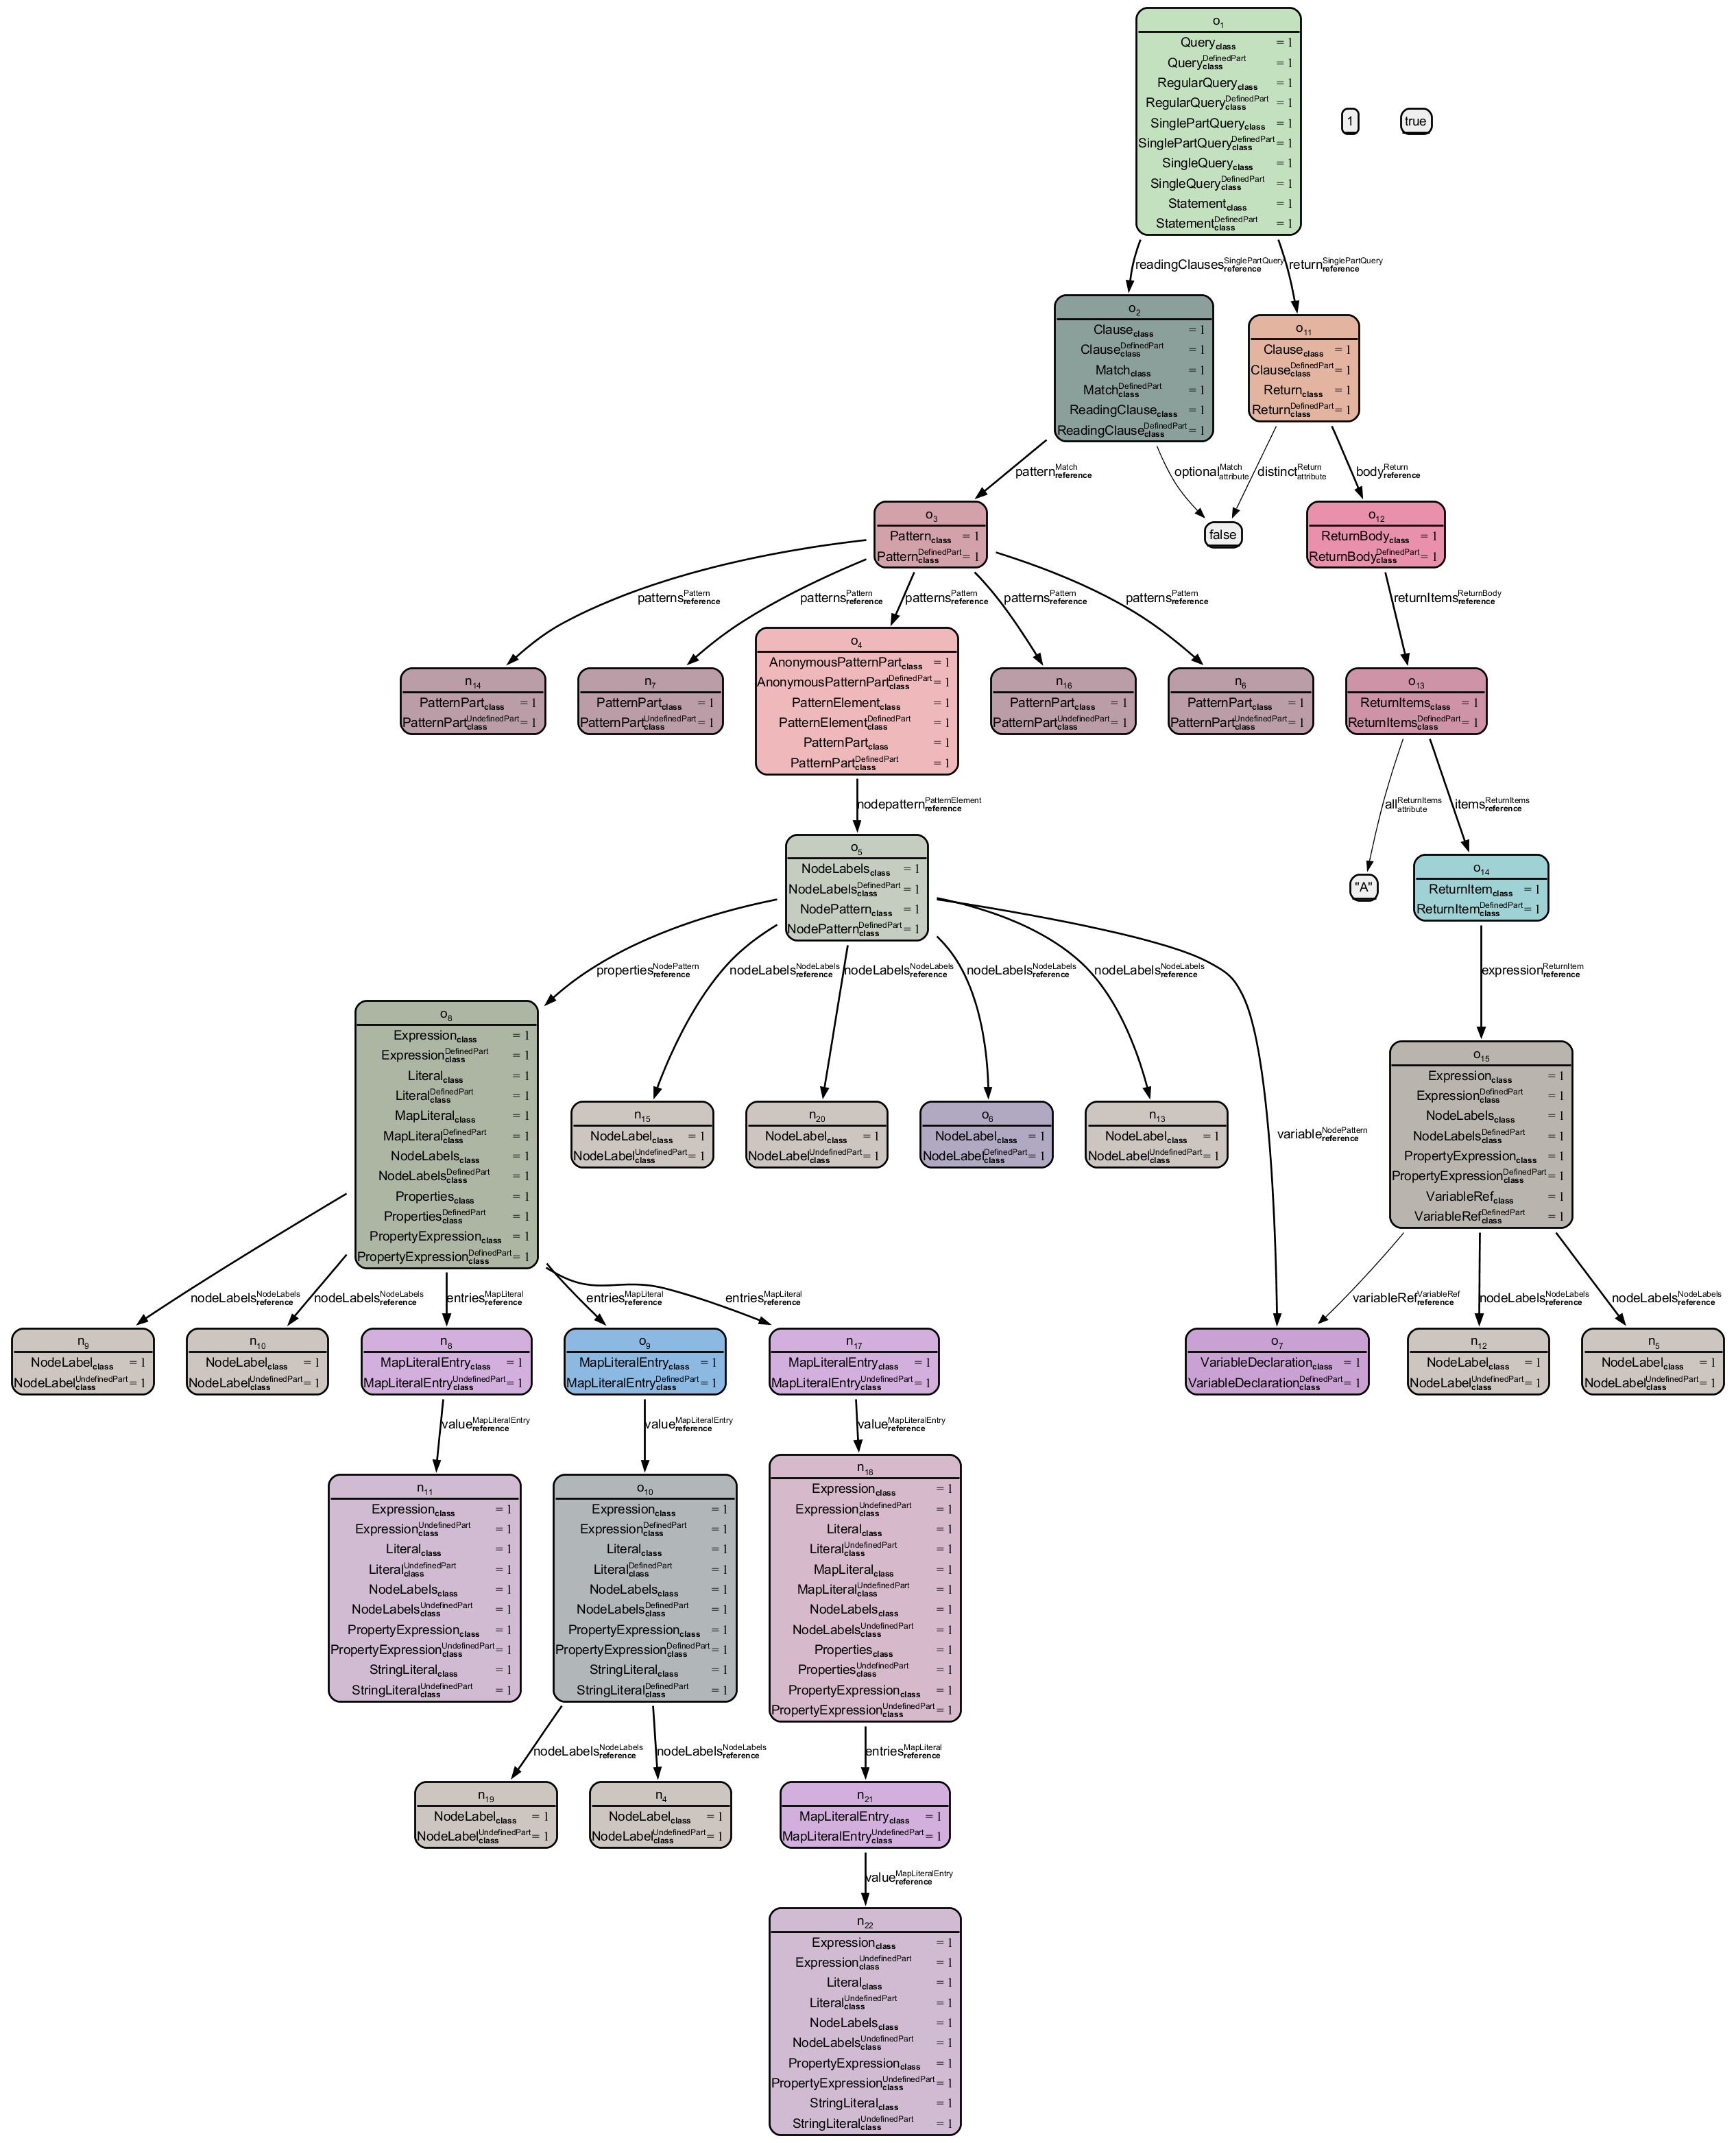 o1
Query class = 1
Query DefinedPart class = 1
RegularQuery class = 1
RegularQuery DefinedPart class = 1
SinglePartQuery class = 1
SinglePartQuery DefinedPart class = 1
SingleQuery class = 1
SingleQuery DefinedPart class = 1
Statement class = 1
Statement DefinedPart class = 1
1
true
readingClauses SinglePartQuery reference
return SinglePartQuery reference
o2
Clause class = 1
Clause DefinedPart class = 1
Match class = 1
Match DefinedPart class = 1
ReadingClause class = 1
ReadingClause DefinedPart class = 1
o11
Clause class = 1
Clause DefinedPart class = 1
Return class = 1
Return DefinedPart class = 1
pattern Match reference
optional Match attribute
distinct Return attribute
body Return reference
o3
Pattern class = 1
Pattern DefinedPart class = 1
false
o12
ReturnBody class = 1
ReturnBody DefinedPart class = 1
patterns Pattern reference
patterns Pattern reference
patterns Pattern reference
patterns Pattern reference
patterns Pattern reference
returnItems ReturnBody reference
n14
PatternPart class = 1
PatternPart UndefinedPart class = 1
n7
PatternPart class = 1
PatternPart UndefinedPart class = 1
o4
AnonymousPatternPart class = 1
AnonymousPatternPart DefinedPart class = 1
PatternElement class = 1
PatternElement DefinedPart class = 1
PatternPart class = 1
PatternPart DefinedPart class = 1
n16
PatternPart class = 1
PatternPart UndefinedPart class = 1
n6
PatternPart class = 1
PatternPart UndefinedPart class = 1
o13
ReturnItems class = 1
ReturnItems DefinedPart class = 1
nodepattern PatternElement reference
all ReturnItems attribute
items ReturnItems reference
o5
NodeLabels class = 1
NodeLabels DefinedPart class = 1
NodePattern class = 1
NodePattern DefinedPart class = 1
"A"
o14
ReturnItem class = 1
ReturnItem DefinedPart class = 1
properties NodePattern reference
nodeLabels NodeLabels reference
nodeLabels NodeLabels reference
nodeLabels NodeLabels reference
nodeLabels NodeLabels reference
variable NodePattern reference
expression ReturnItem reference
o8
Expression class = 1
Expression DefinedPart class = 1
Literal class = 1
Literal DefinedPart class = 1
MapLiteral class = 1
MapLiteral DefinedPart class = 1
NodeLabels class = 1
NodeLabels DefinedPart class = 1
Properties class = 1
Properties DefinedPart class = 1
PropertyExpression class = 1
PropertyExpression DefinedPart class = 1
n15
NodeLabel class = 1
NodeLabel UndefinedPart class = 1
n20
NodeLabel class = 1
NodeLabel UndefinedPart class = 1
o6
NodeLabel class = 1
NodeLabel DefinedPart class = 1
n13
NodeLabel class = 1
NodeLabel UndefinedPart class = 1
o15
Expression class = 1
Expression DefinedPart class = 1
NodeLabels class = 1
NodeLabels DefinedPart class = 1
PropertyExpression class = 1
PropertyExpression DefinedPart class = 1
VariableRef class = 1
VariableRef DefinedPart class = 1
nodeLabels NodeLabels reference
nodeLabels NodeLabels reference
entries MapLiteral reference
entries MapLiteral reference
entries MapLiteral reference
variableRef VariableRef reference
nodeLabels NodeLabels reference
nodeLabels NodeLabels reference
n9
NodeLabel class = 1
NodeLabel UndefinedPart class = 1
n10
NodeLabel class = 1
NodeLabel UndefinedPart class = 1
n8
MapLiteralEntry class = 1
MapLiteralEntry UndefinedPart class = 1
o9
MapLiteralEntry class = 1
MapLiteralEntry DefinedPart class = 1
n17
MapLiteralEntry class = 1
MapLiteralEntry UndefinedPart class = 1
o7
VariableDeclaration class = 1
VariableDeclaration DefinedPart class = 1
n12
NodeLabel class = 1
NodeLabel UndefinedPart class = 1
n5
NodeLabel class = 1
NodeLabel UndefinedPart class = 1
value MapLiteralEntry reference
value MapLiteralEntry reference
value MapLiteralEntry reference
n11
Expression class = 1
Expression UndefinedPart class = 1
Literal class = 1
Literal UndefinedPart class = 1
NodeLabels class = 1
NodeLabels UndefinedPart class = 1
PropertyExpression class = 1
PropertyExpression UndefinedPart class = 1
StringLiteral class = 1
StringLiteral UndefinedPart class = 1
o10
Expression class = 1
Expression DefinedPart class = 1
Literal class = 1
Literal DefinedPart class = 1
NodeLabels class = 1
NodeLabels DefinedPart class = 1
PropertyExpression class = 1
PropertyExpression DefinedPart class = 1
StringLiteral class = 1
StringLiteral DefinedPart class = 1
n18
Expression class = 1
Expression UndefinedPart class = 1
Literal class = 1
Literal UndefinedPart class = 1
MapLiteral class = 1
MapLiteral UndefinedPart class = 1
NodeLabels class = 1
NodeLabels UndefinedPart class = 1
Properties class = 1
Properties UndefinedPart class = 1
PropertyExpression class = 1
PropertyExpression UndefinedPart class = 1
nodeLabels NodeLabels reference
nodeLabels NodeLabels reference
entries MapLiteral reference
n19
NodeLabel class = 1
NodeLabel UndefinedPart class = 1
n4
NodeLabel class = 1
NodeLabel UndefinedPart class = 1
n21
MapLiteralEntry class = 1
MapLiteralEntry UndefinedPart class = 1
value MapLiteralEntry reference
n22
Expression class = 1
Expression UndefinedPart class = 1
Literal class = 1
Literal UndefinedPart class = 1
NodeLabels class = 1
NodeLabels UndefinedPart class = 1
PropertyExpression class = 1
PropertyExpression UndefinedPart class = 1
StringLiteral class = 1
StringLiteral UndefinedPart class = 1